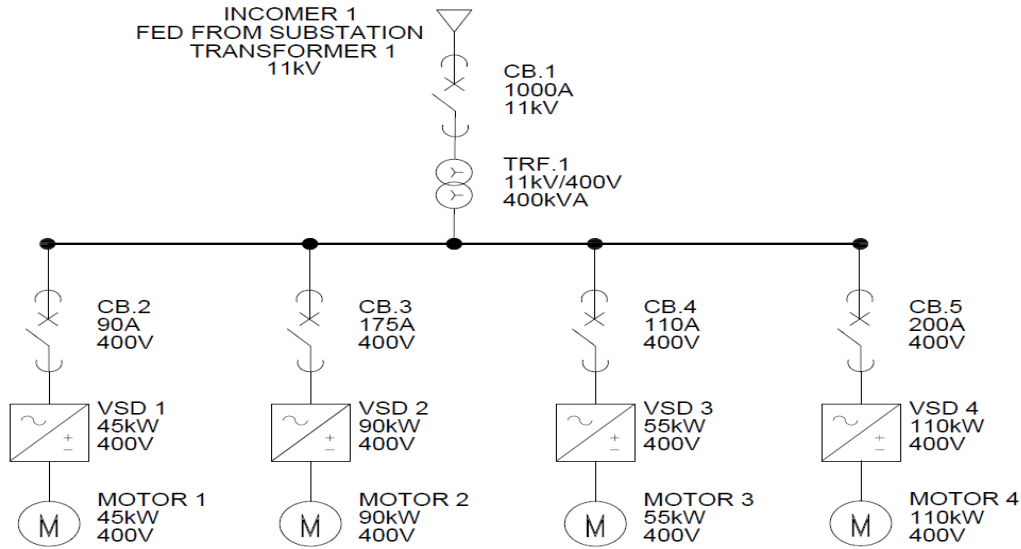 INCOMER 1
FED FROM SUBSTATION
TRANSFORMER 1
11kV
CB.1
1000A
11kV
TRF.1
11kV/400V
400kVA
CB.2
90A
400V
CB.3
175A
400V
CB.4
110A
400V
CB.5
200A
400V
VSD 1
45kW
400V
VSD 2
90kW
400V
VSD 3
55kW
400V
VSD 4
110kW
400V
M
MOTOR 1
45kW
400V
M
MOTOR 2
90kW
400V
M
MOTOR 3
55kW
400V
M
MOTOR 4
110kW
400V